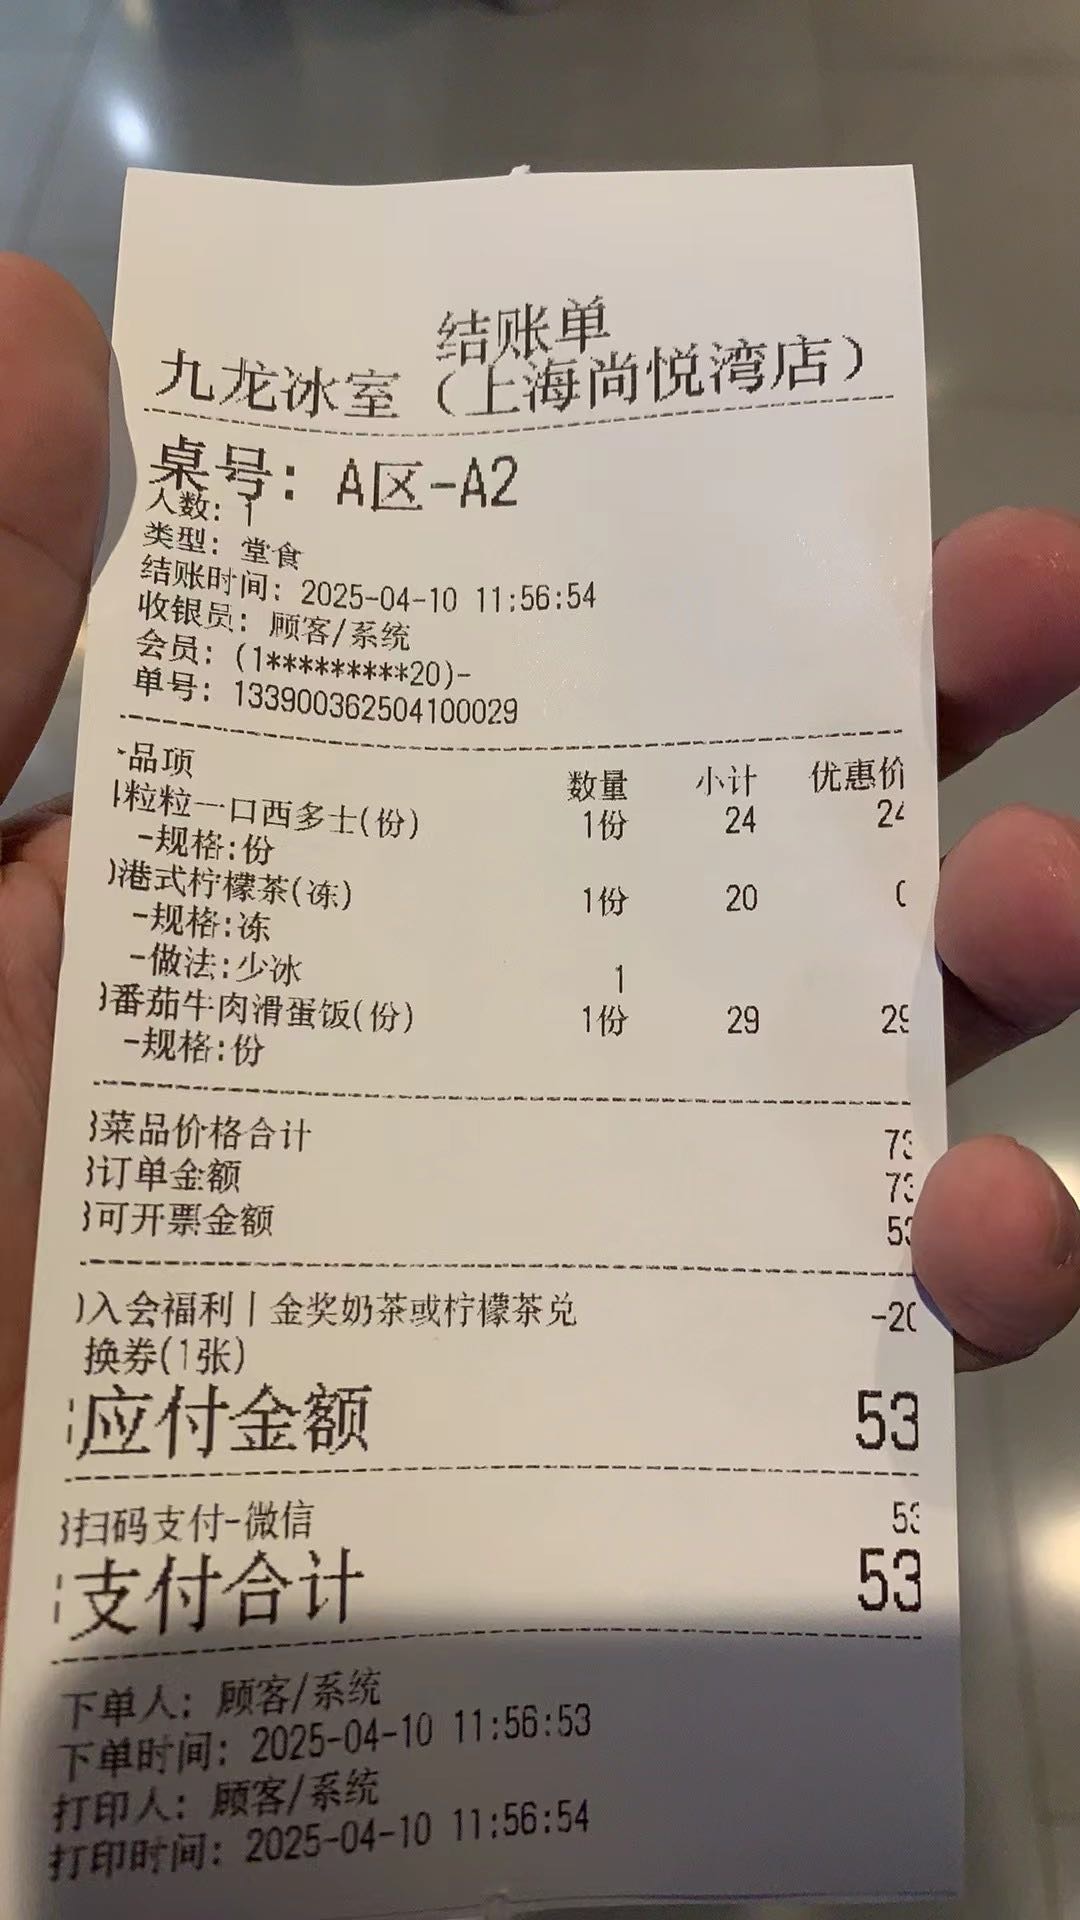 结账单
九龙冰室（上海尚悦湾店）
桌号：A区-A2
人数：1
类型：堂食
结账时间：2025-04-10 11:56:54
收银员：顾客/系统
会员：(1*********20)-
单号：133900362504100029
品项 数量 小计 优惠价
粒粒一口西多士(份) 1份 24 24
-规格:份
港式柠檬茶(冻) 1份 20 0
-规格:冻
-做法:少冰 1
番茄牛肉滑蛋饭(份) 1份 29 29
-规格:份
菜品价格合计 73
订单金额 73
可开票金额 53
入会福利丨金奖奶茶或柠檬茶兑 -20
换券(1张)
应付金额 53
扫码支付-微信 53
支付合计 53
下单人：顾客/系统
下单时间：2025-04-10 11:56:53
打印人：顾客/系统
打印时间：2025-04-10 11:56:54